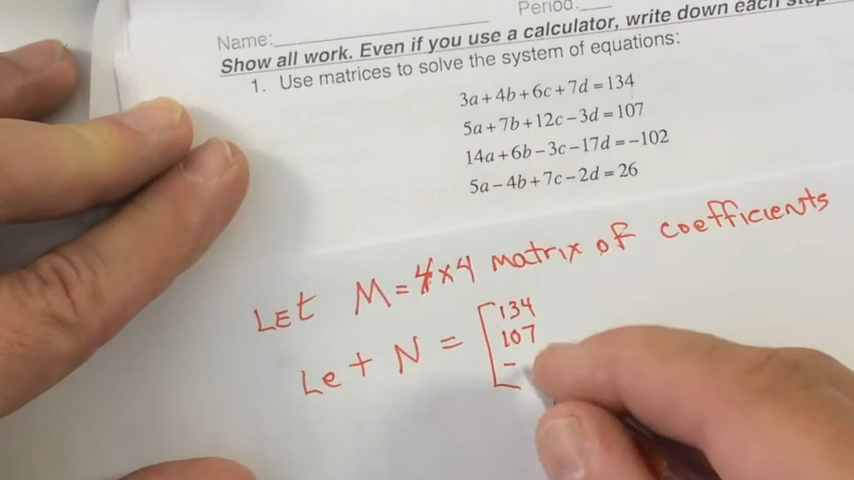 Period:
Name:
Show all work. Even if you use a calculator, write down each step
1. Use matrices to solve the system of equations:
3a+4b+6c+7d=134
5a+7b+12c-3d=107
14a+6b-3c-17d=-102
5a-4b+7c-2d=26
LET M=4x4 matrix of coefficients
Let N = [134
107
-